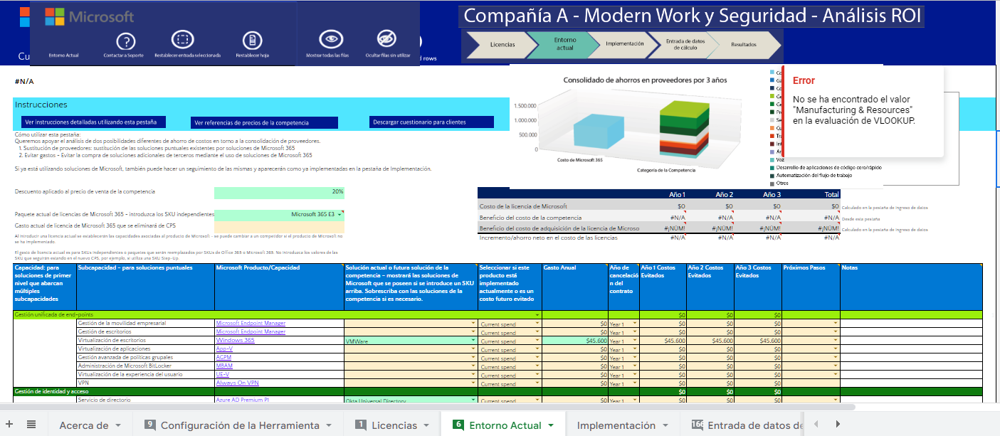 Microsoft
Compañía A - Modern Work y Seguridad - Análisis ROI
Cu
Entorno Actual
Contactar a Soporte
Restablecer entrada seleccionada
Restablecer hoja
Mostrar todas las filas
Ocultar filas sin utilizar
d rows
Licencias
Entorno actual
Implementación
Entrada de datos de cálculo
Resultados
#N/A
Instrucciones
Ver instrucciones detalladas utilizando esta pestaña
Ver referencias de precios de la competencia
Descargar cuestionario para clientes
Cómo utilizar esta pestaña:
Queremos apoyar el análisis de dos posibilidades diferentes de ahorro de costos en torno a la consolidación de proveedores.
1. Sustitución de proveedores: sustitución de las soluciones puntuales existentes por soluciones de Microsoft 365
2. Evitar gastos - Evitar la compra de soluciones adicionales de terceros mediante el uso de soluciones de Microsoft 365
Si ya está utilizando soluciones de Microsoft, también puede hacer un seguimiento de las mismas y aparecerán como ya implementadas en la pestaña de Implementación.
Consolidado de ahorros en proveedores por 3 años
1.500.000
1.000.000
500.000
0
Costo de Microsoft 365
Categoría de la Competencia
Voz
Desarrollo de aplicaciones de código cero/rápido
Automatización del flujo de trabajo
Otros
Error
No se ha encontrado el valor
"Manufacturing & Resources"
en la evaluación de VLOOKUP.
Descuento aplicado al precio de venta de la competencia 20%
Paquete actual de licencias de Microsoft 365 - introduzca los SKU independientes Microsoft 365 E3
Gasto actual de licencias de Microsoft 365 que se eliminará de CPS
Al introducir una licencia actual se establecerán las capacidades asociadas al producto de Microsoft - se puede cambiar a un competidor si el producto de Microsoft no
se ha implementado.
El gasto de licencia actual es para SKUs independientes o paquetes que serán reemplazados por SKUs de Office 365 o Microsoft 365. No introduzca los valores de las
SKU que seguirán estando en el nuevo CPS, por ejemplo, si utiliza una SKU Step-Up.
Año 1 Año 2 Año 3 Total
Costo de la licencia de Microsoft $0 $0 $0 $0 Calculado en la pestaña de ingreso de datos
Beneficio del costo de la competencia #N/A #N/A #N/A #N/A Desde esta pestaña
Beneficio del costo de adquisición de la licencia de Microso #¡NÚM! #¡NÚM! #¡NÚM! #¡NÚM! Calculado en la pestaña de ingreso de datos
Incremento/ahorro neto en el costo de las licencias #N/A #N/A #N/A #N/A
Capacidad: para soluciones de primer nivel que abarcan múltiples subcapacidades
Subcapacidad - para soluciones puntuales
Microsoft Producto/Capacidad
Solución actual o futura solución de la competencia - mostrará las soluciones de Microsoft que se poseen si se introduce un SKU arriba. Sobrescriba con las soluciones de la competencia si es necesario.
Seleccionar si este producto está implementado actualmente o es un costo futuro evitado
Gasto Anual
Año de cancelación del contrato
Año 1 Costos Evitados
Año 2 Costos Evitados
Año 3 Costos Evitados
Próximos Pasos
Notas
Gestión unificada de end-points $0 $0 $0
Gestión de la movilidad empresarial Microsoft Endpoint Manager Current spend $0 Year 1 $0 $0 $0
Gestión de escritorios Microsoft Endpoint Manager Current spend $0 Year 1 $0 $0 $0
Virtualización de escritorios Windows 365 VMWare Current spend $45.600 Year 1 $45.600 $45.600 $45.600
Virtualización de aplicaciones App-V Current spend $0 Year 1 $0 $0 $0
Gestión avanzada de políticas grupales AGPM Current spend $0 Year 1 $0 $0 $0
Administración de Microsoft BitLocker MBAM Current spend $0 Year 1 $0 $0 $0
Virtualización de la experiencia del usuario UE-V Current spend $0 Year 1 $0 $0 $0
VPN Always On VPN Current spend $0 Year 1 $0 $0 $0
Gestión de identidad y acceso $0 $0 $0
Servicio de directorio Azure AD Premium P1 Okta Universal Directory Current spend $0 Year 1 $0 $0 $0
+ Acerca de 9 Configuración de la Herramienta 1 Licencias 6 Entorno Actual Implementación 166 Entrada de datos de